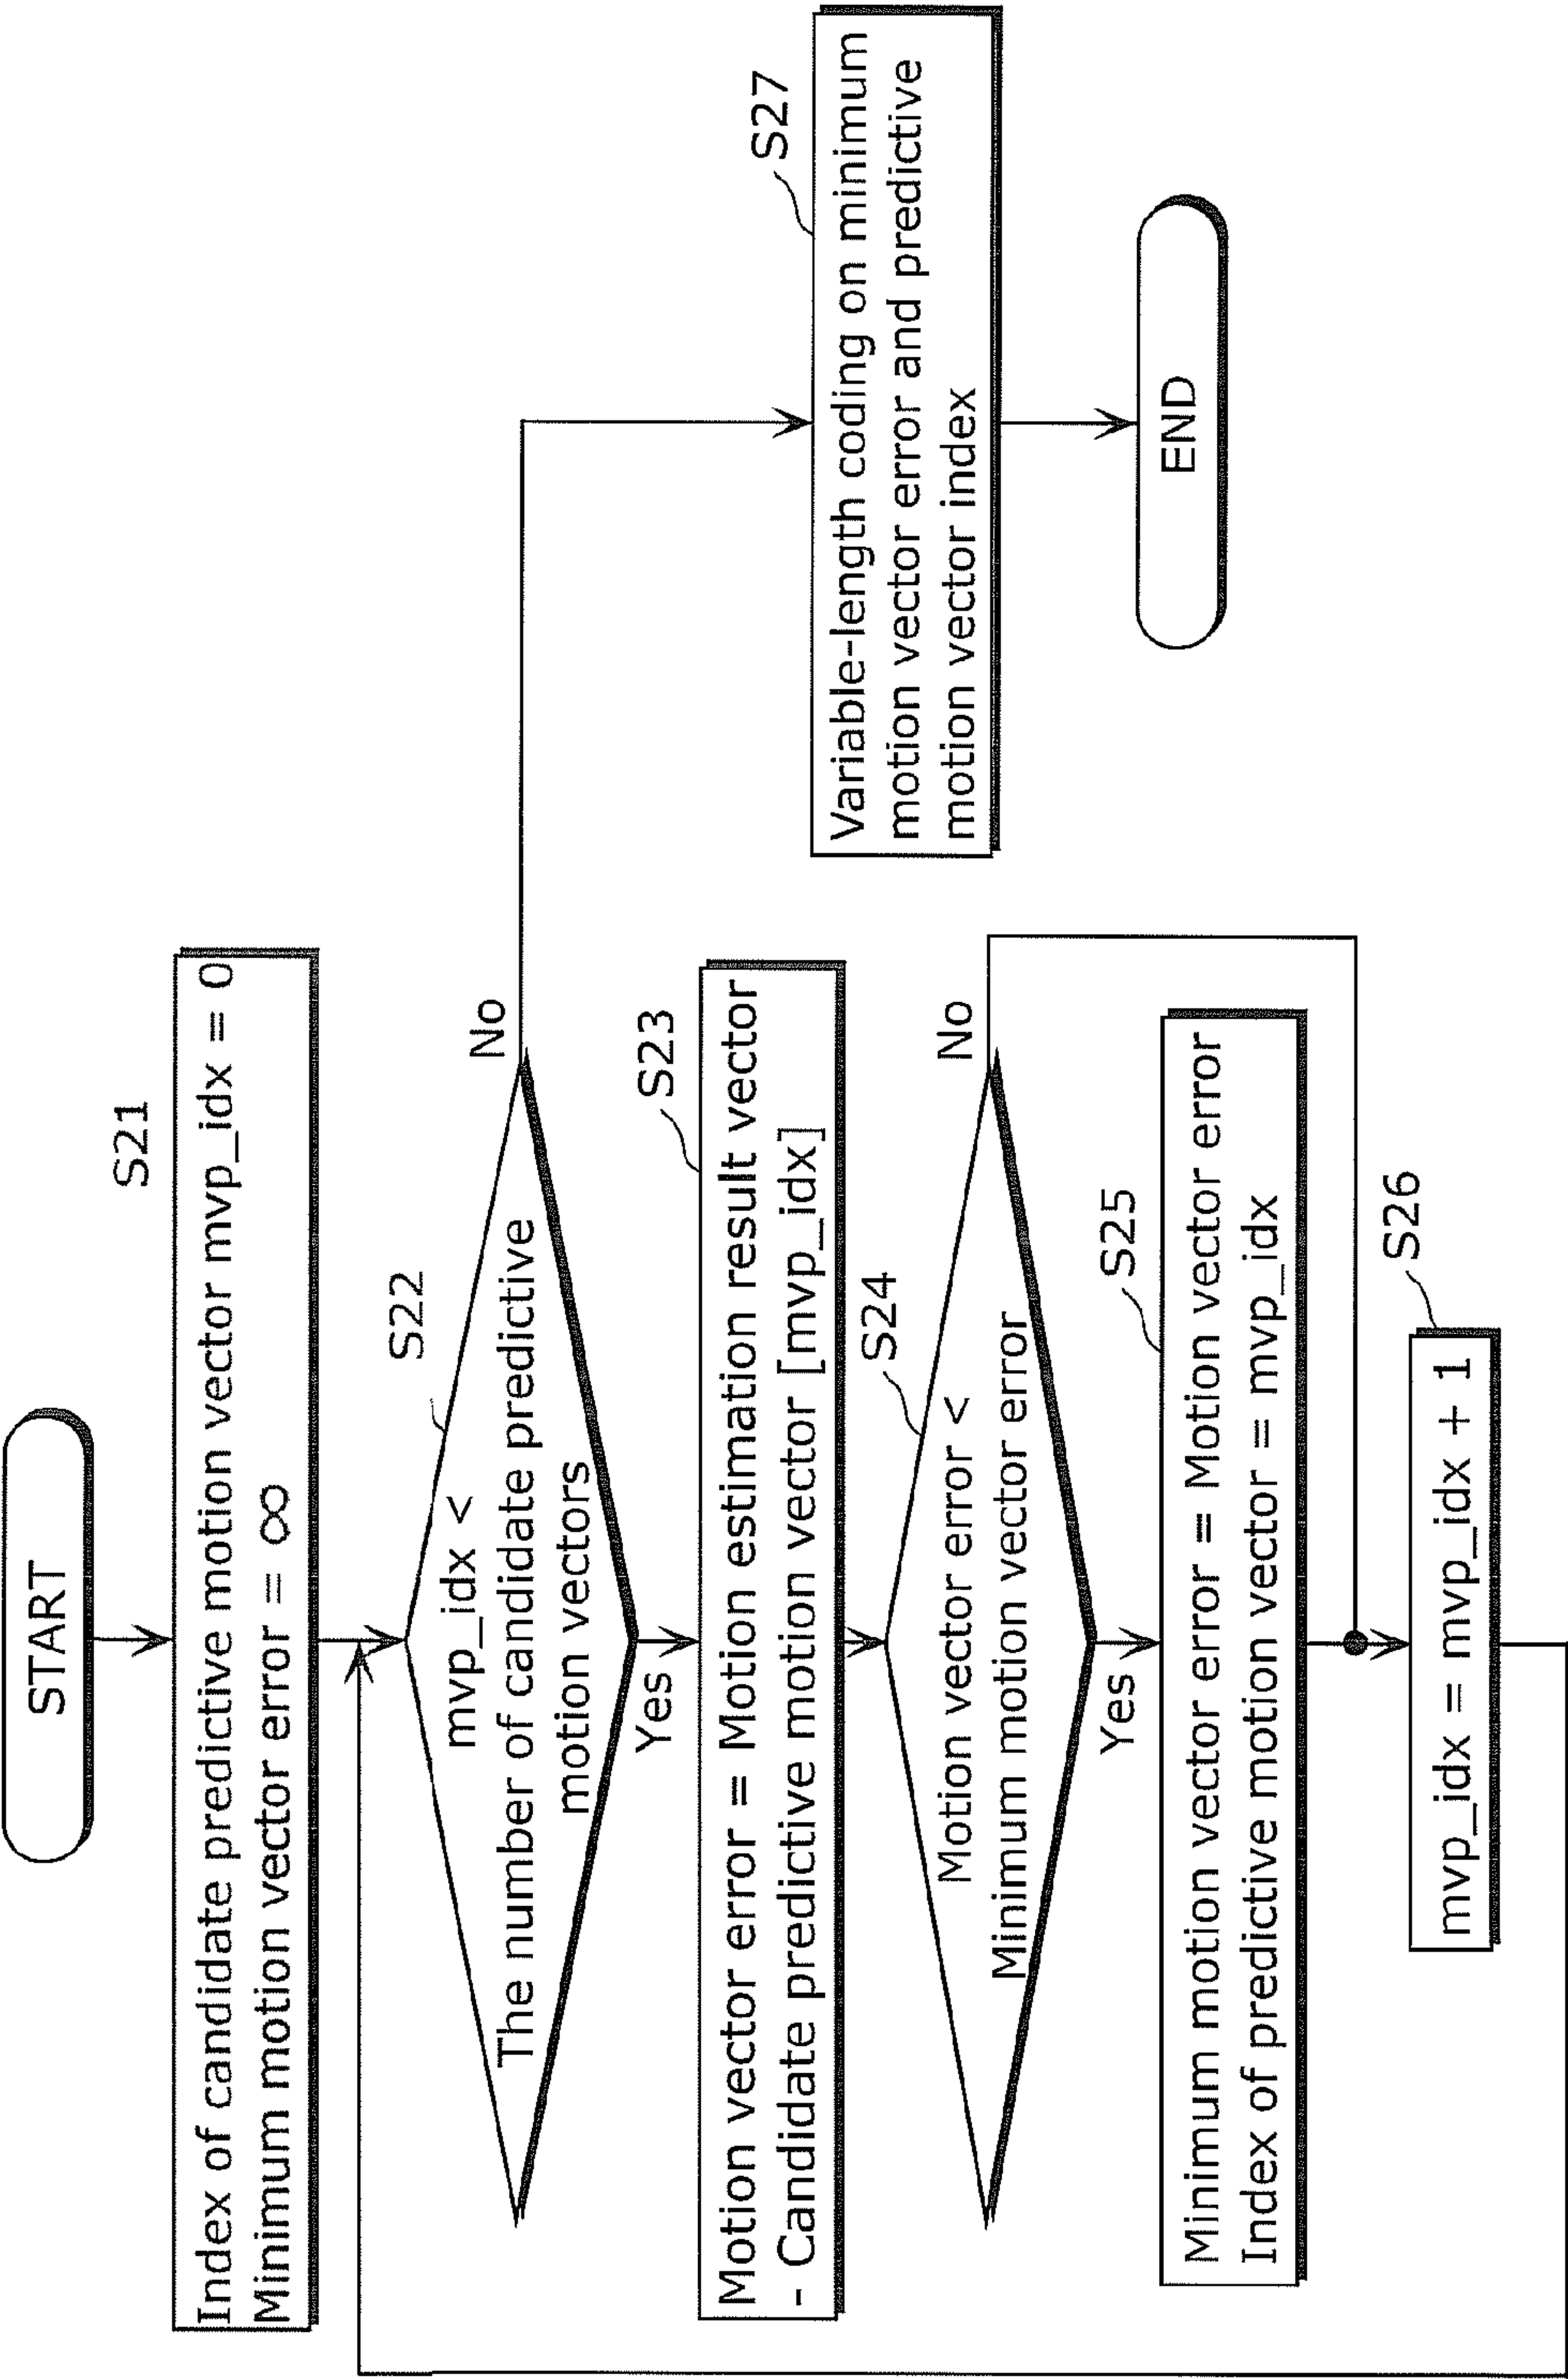 START
S21
Index of candidate predictive motion vector mvp_idx = 0
Minimum motion vector error = ∞
S22
mvp_idx <
The number of candidate predictive
motion vectors
No
Yes
S23
Motion vector error = Motion estimation result vector
- Candidate predictive motion vector [mvp_idx]
S24
Motion vector error <
Minimum motion vector error
No
Yes
S25
Minimum motion vector error = Motion vector error
Index of predictive motion vector = mvp_idx
S26
mvp_idx = mvp_idx + 1
S27
Variable-length coding on minimum
motion vector error and predictive
motion vector index
END